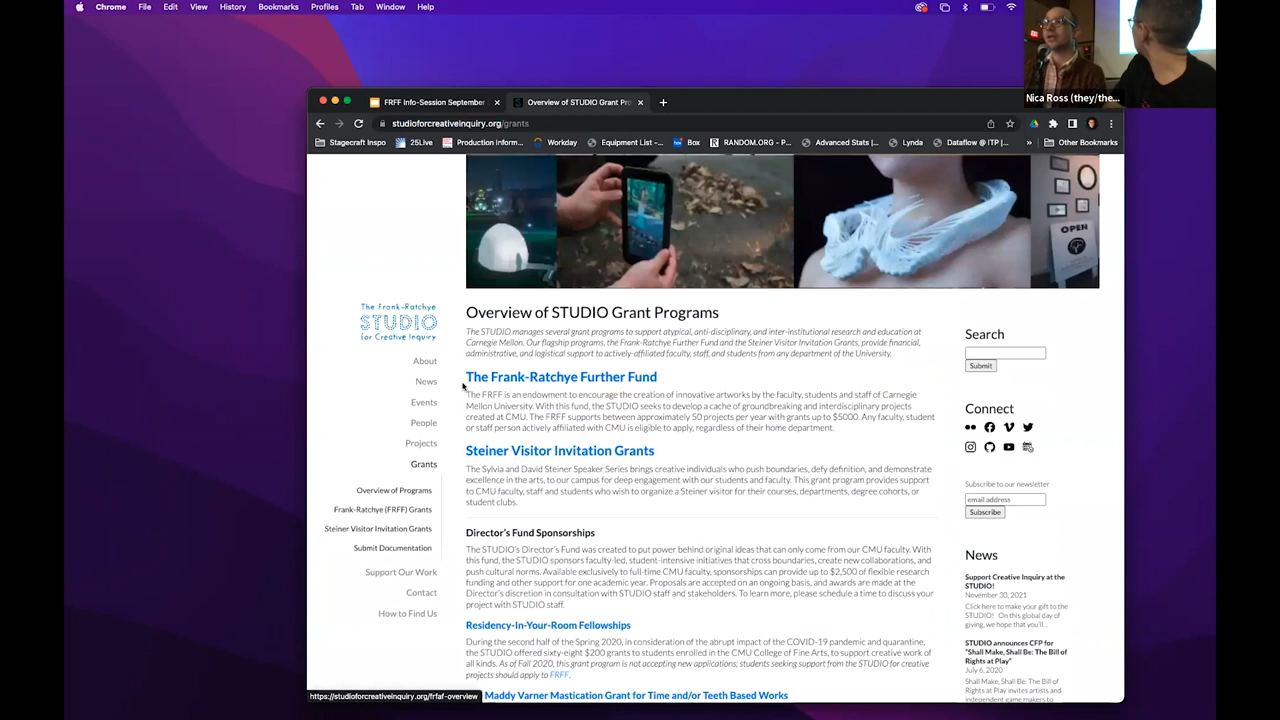 Chrome File Edit View History Bookmarks Profiles Tab Window Help
Nica Ross (they/the...
FRFF Info-Session September
Overview of STUDIO Grant Pro
studioforcreativeinquiry.org/grants
Stagecraft Inspo 25Live Production Inform... Workday Equipment List –... Box RANDOM.ORG - P... Advanced Stats |... Lynda Dataflow @ ITP |... » Other Bookmarks
OPEN
The Frank-Ratchye
STUDIO
for Creative Inquiry
About
News
Events
People
Projects
Grants
Overview of Programs
Frank-Ratchye (FRFF) Grants
Steiner Visitor Invitation Grants
Submit Documentation
Support Our Work
Contact
How to Find Us
Overview of STUDIO Grant Programs
The STUDIO manages several grant programs to support atypical, anti-disciplinary, and inter-institutional research and education at
Carnegie Mellon. Our flagship programs, the Frank-Ratchye Further Fund and the Steiner Visitor Invitation Grants, provide financial,
administrative, and logistical support to actively-affiliated faculty, staff, and students from any department of the University.
The Frank-Ratchye Further Fund
The FRFF is an endowment to encourage the creation of innovative artworks by the faculty, students and staff of Carnegie
Mellon University. With this fund, the STUDIO seeks to develop a cache of groundbreaking and interdisciplinary projects
created at CMU. The FRFF supports between approximately 50 projects per year with grants up to $5000. Any faculty, student
or staff person actively affiliated with CMU is eligible to apply, regardless of their home department.
Steiner Visitor Invitation Grants
The Sylvia and David Steiner Speaker Series brings creative individuals who push boundaries, defy definition, and demonstrate
excellence in the arts, to our campus for deep engagement with our students and faculty. This grant program provides support
to CMU faculty, staff and students who wish to organize a Steiner visitor for their courses, departments, degree cohorts, or
student clubs.
Director's Fund Sponsorships
The STUDIO's Director's Fund was created to put power behind original ideas that can only come from our CMU faculty. With
this fund, the STUDIO sponsors faculty-led, student-intensive initiatives that cross boundaries, create new collaborations, and
push cultural norms. Available exclusively to full-time CMU faculty, sponsorships can provide up to $2,500 of flexible research
funding and other support for one academic year. Proposals are accepted on an ongoing basis, and awards are made at the
Director's discretion in consultation with STUDIO staff and stakeholders. To learn more, please schedule a time to discuss your
project with STUDIO staff.
Residency-In-Your-Room Fellowships
During the second half of the Spring 2020, in consideration of the abrupt impact of the COVID-19 pandemic and quarantine,
the STUDIO offered sixty-eight $200 grants to students enrolled in the CMU College of Fine Arts, to support creative work of
all kinds. As of Fall 2020, this grant program is not accepting new applications; students seeking support from the STUDIO for creative
projects should apply to FRFF.
Maddy Varner Mastication Grant for Time and/or Teeth Based Works
Search
Submit
Connect
Subscribe to our newsletter
email address
Subscribe
News
Support Creative Inquiry at the
STUDIO!
November 30, 2021
Click here to make your gift to the
STUDIO! On this global day of
giving, we hope that you'll...
STUDIO announces CFP for
"Shall Make, Shall Be: The Bill of
Rights at Play"
July 6, 2020
Shall Make, Shall Be: The Bill of
Rights at Play invites artists and
independent game makers to
https://studioforcreativeinquiry.org/frfaf-overview